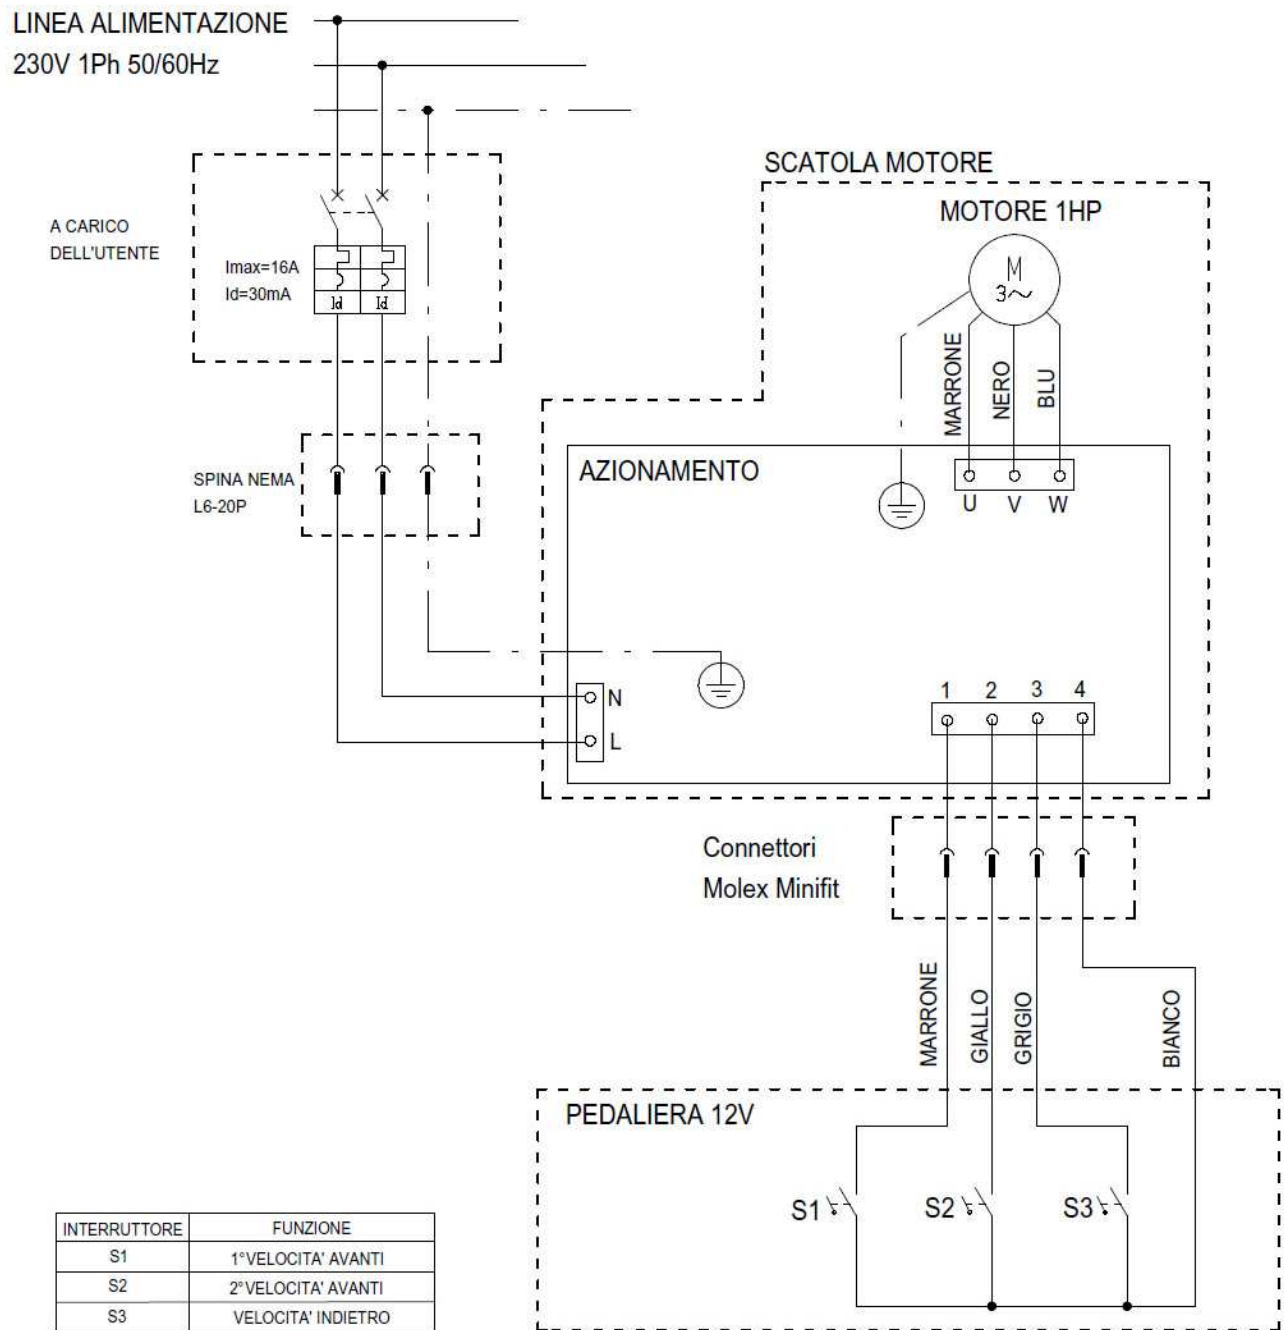 LINEA ALIMENTAZIONE
230V 1Ph 50/60Hz
SCATOLA MOTORE
MOTORE 1HP
A CARICO
DELL'UTENTE
Imax=16A
Id=30mA
Id Id
M
3~
MARRONE
NERO
BLU
SPINA NEMA
L6-20P
AZIONAMENTO
U V W
N
L
1 2 3 4
Connettori
Molex Minifit
MARRONE
GIALLO
GRIGIO
BIANCO
PEDALIERA 12V
S1 S2 S3
INTERRUTTORE FUNZIONE
S1 1°VELOCITA' AVANTI
S2 2°VELOCITA' AVANTI
S3 VELOCITA' INDIETRO